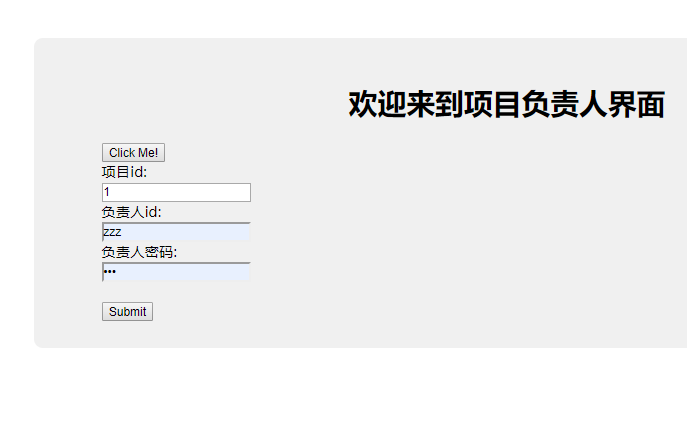 欢迎来到项目负责人界面
Click Me!
项目id:
1
负责人id:
zzz
负责人密码:
•••
Submit